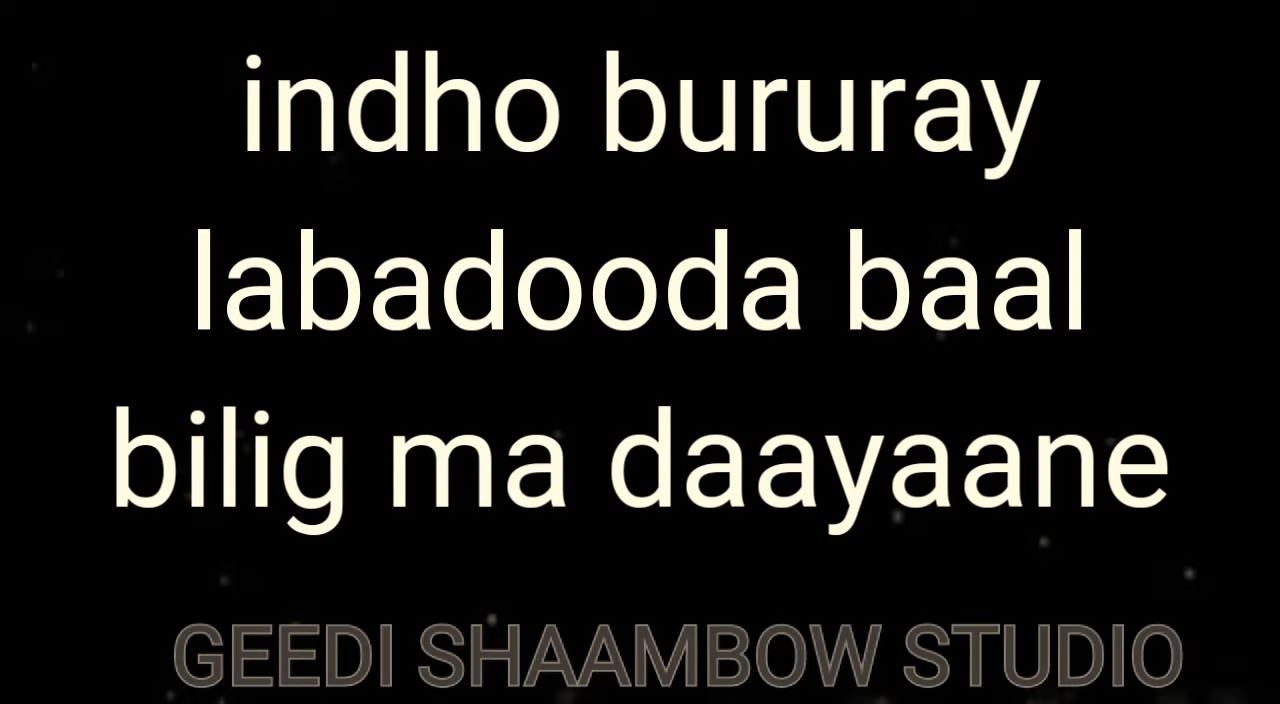 indho bururay
labadooda baal
bilig ma daayaane
GEEDI SHAAMBOW STUDIO